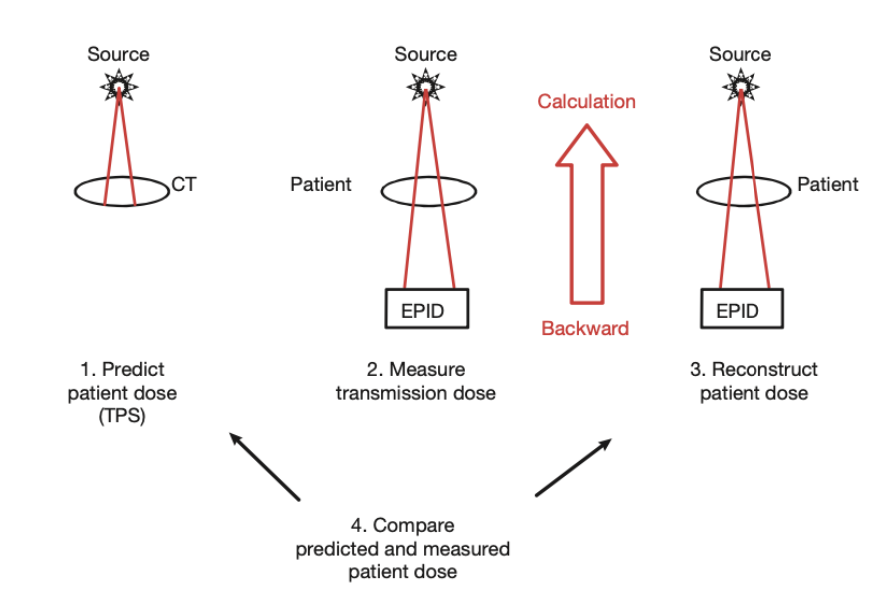 Source
Source
Source
Calculation
CT
Patient
Patient
EPID
EPID
Backward
1. Predict
patient dose
(TPS)
2. Measure
transmission dose
3. Reconstruct
patient dose
4. Compare
predicted and measured
patient dose